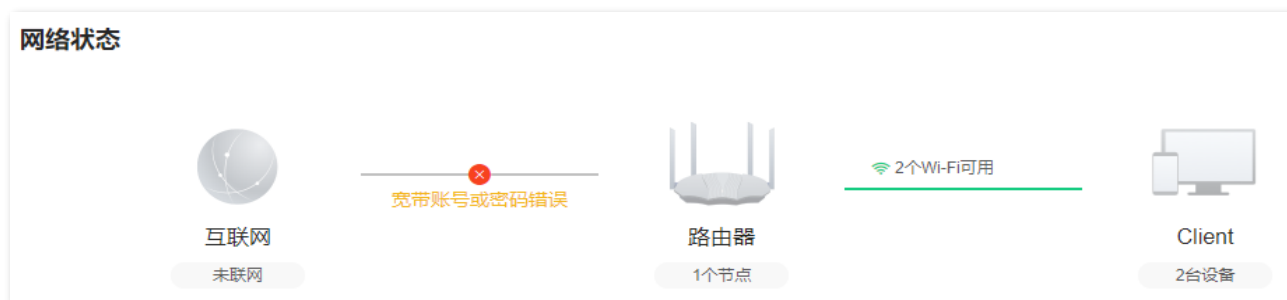 网络状态
2个Wi-Fi可用
宽带账号或密码错误
互联网
路由器
Client
未联网
1个节点
2台设备